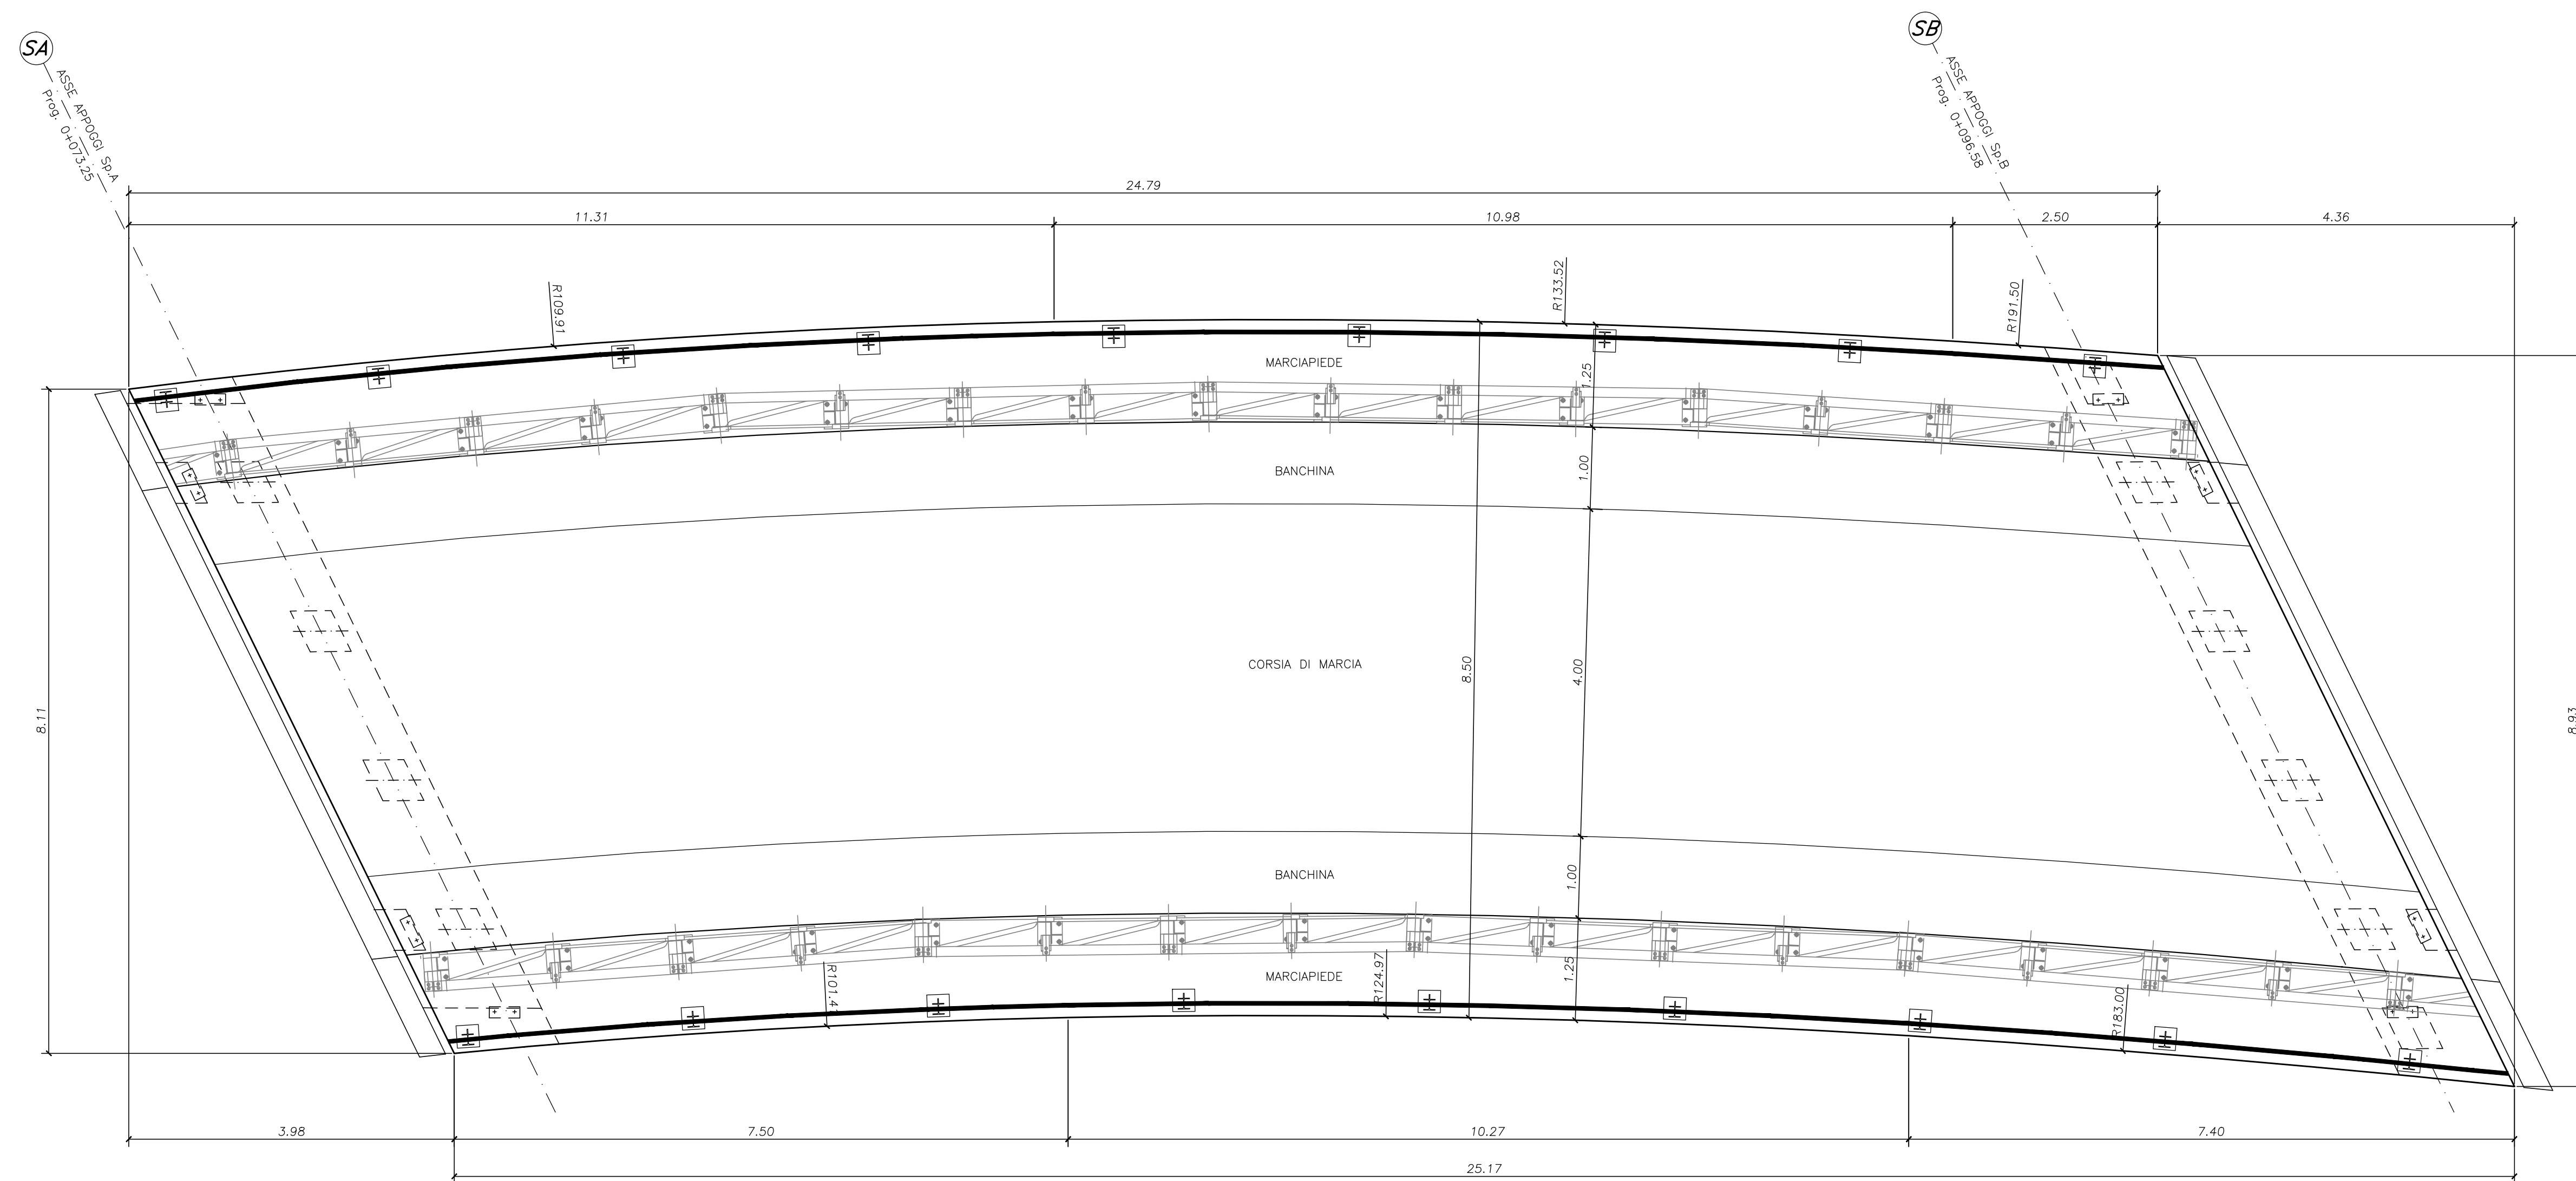 SA
ASSE APPOGGI Sp.A
Prog. 0+073.25
SB
ASSE APPOGGI Sp.B
Prog. 0+096.58
24.79
11.31
10.98
2.50
4.36
R109.91
R133.52
R191.50
MARCIAPIEDE
1.25
BANCHINA
1.00
CORSIA DI MARCIA
8.50
4.00
8.11
8.93
BANCHINA
1.00
MARCIAPIEDE
1.25
R124.97
R183.00
3.98
7.50
10.27
7.40
25.17